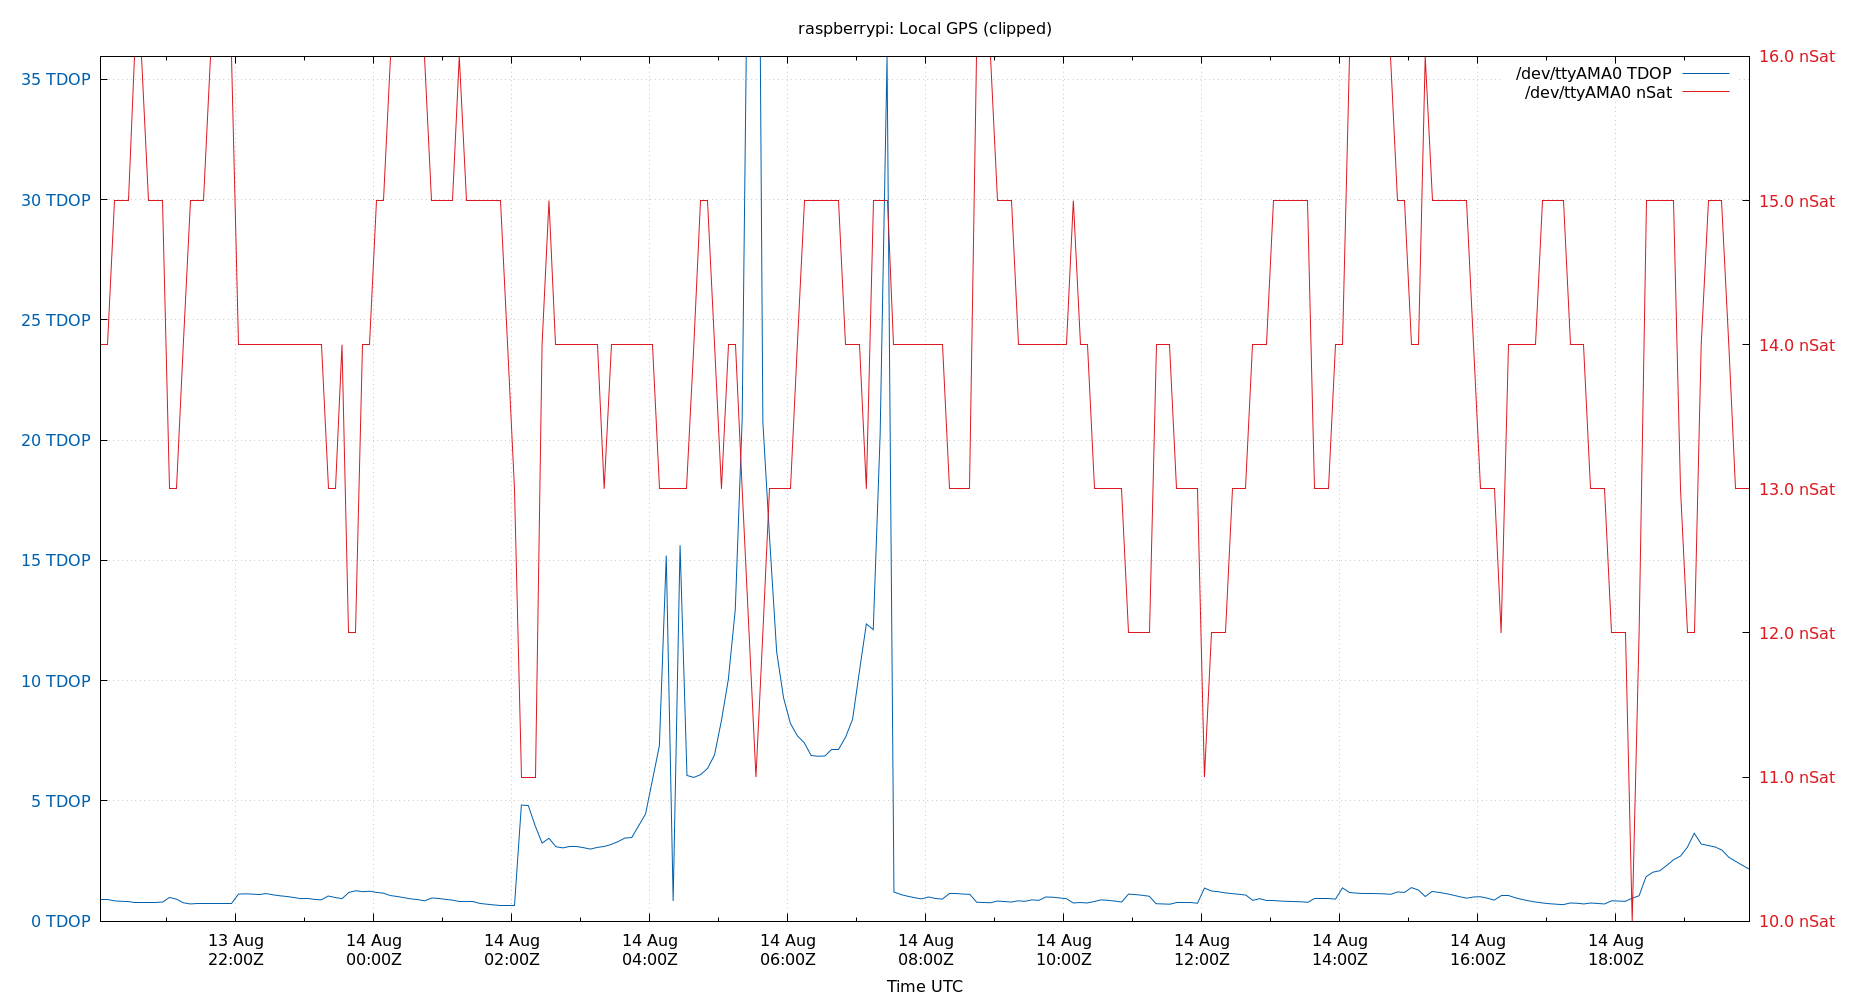 raspberrypi: Local GPS (clipped)
/dev/ttyAMA0 TDOP
/dev/ttyAMA0 nSat
35 TDOP
30 TDOP
25 TDOP
20 TDOP
15 TDOP
10 TDOP
5 TDOP
0 TDOP
16.0 nSat
15.0 nSat
14.0 nSat
13.0 nSat
12.0 nSat
11.0 nSat
10.0 nSat
13 Aug
22:00Z
14 Aug
00:00Z
14 Aug
02:00Z
14 Aug
04:00Z
14 Aug
06:00Z
14 Aug
08:00Z
14 Aug
10:00Z
14 Aug
12:00Z
14 Aug
14:00Z
14 Aug
16:00Z
14 Aug
18:00Z
Time UTC